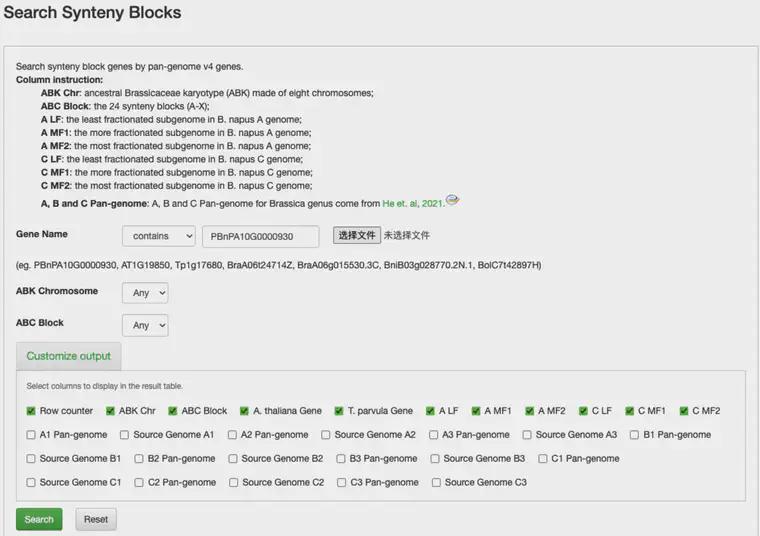 Search Synteny Blocks
Search synteny block genes by pan-genome v4 genes.
Column instruction:
ABK Chr: ancestral Brassicaceae karyotype (ABK) made of eight chromosomes;
ABC Block: the 24 synteny blocks (A-X);
A LF: the least fractionated subgenome in B. napus A genome;
A MF1: the more fractionated subgenome in B. napus A genome;
A MF2: the most fractionated subgenome in B. napus A genome;
C LF: the least fractionated subgenome in B. napus C genome;
C MF1: the more fractionated subgenome in B. napus C genome;
C MF2: the most fractionated subgenome in B. napus C genome;
A, B and C Pan-genome: A, B and C Pan-genome for Brassica genus come from He et. al, 2021.
Gene Name contains PBnPA10G0000930 选择文件 未选择文件
(eg. PBnPA10G0000930, AT1G19850, Tp1g17680, BraA06t24714Z, BraA06g015530.3C, BniB03g028770.2N.1, BolC7t42897H)
ABK Chromosome Any
ABC Block Any
Customize output
Select columns to display in the result table.
Row counter ABK Chr ABC Block A. thaliana Gene T. parvula Gene A LF A MF1 A MF2 C LF C MF1 C MF2
A1 Pan-genome Source Genome A1 A2 Pan-genome Source Genome A2 A3 Pan-genome Source Genome A3 B1 Pan-genome
Source Genome B1 B2 Pan-genome Source Genome B2 B3 Pan-genome Source Genome B3 C1 Pan-genome
Source Genome C1 C2 Pan-genome Source Genome C2 C3 Pan-genome Source Genome C3
Search Reset